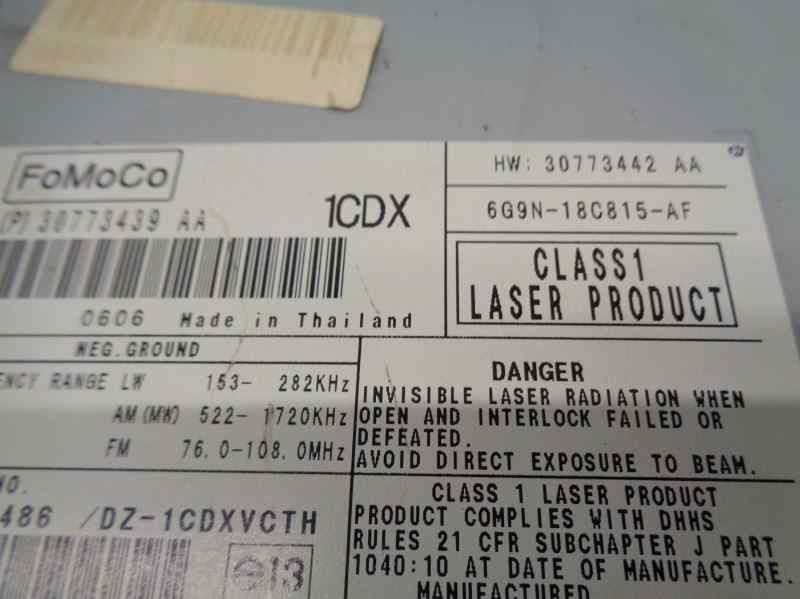 FoMoCo
(P) 30773439 AA
1CDX
0606 Made in Thailand
HW: 30773442 AA
6G9N-18C815-AF
CLASS1
LASER PRODUCT
NEG.GROUND
ENCY RANGE LW 153- 282KHz
AM(MW) 522- 1720KHz
FM 76.0-108.0MHz
DANGER
INVISIBLE LASER RADIATION WHEN
OPEN AND INTERLOCK FAILED OR
DEFEATED.
AVOID DIRECT EXPOSURE TO BEAM.
NO.
486 /DZ-1CDXVCTH
e13
CLASS 1 LASER PRODUCT
PRODUCT COMPLIES WITH DHHS
RULES 21 CFR SUBCHAPTER J PART
1040:10 AT DATE OF MANUFACTURE.
MANUFACTURED